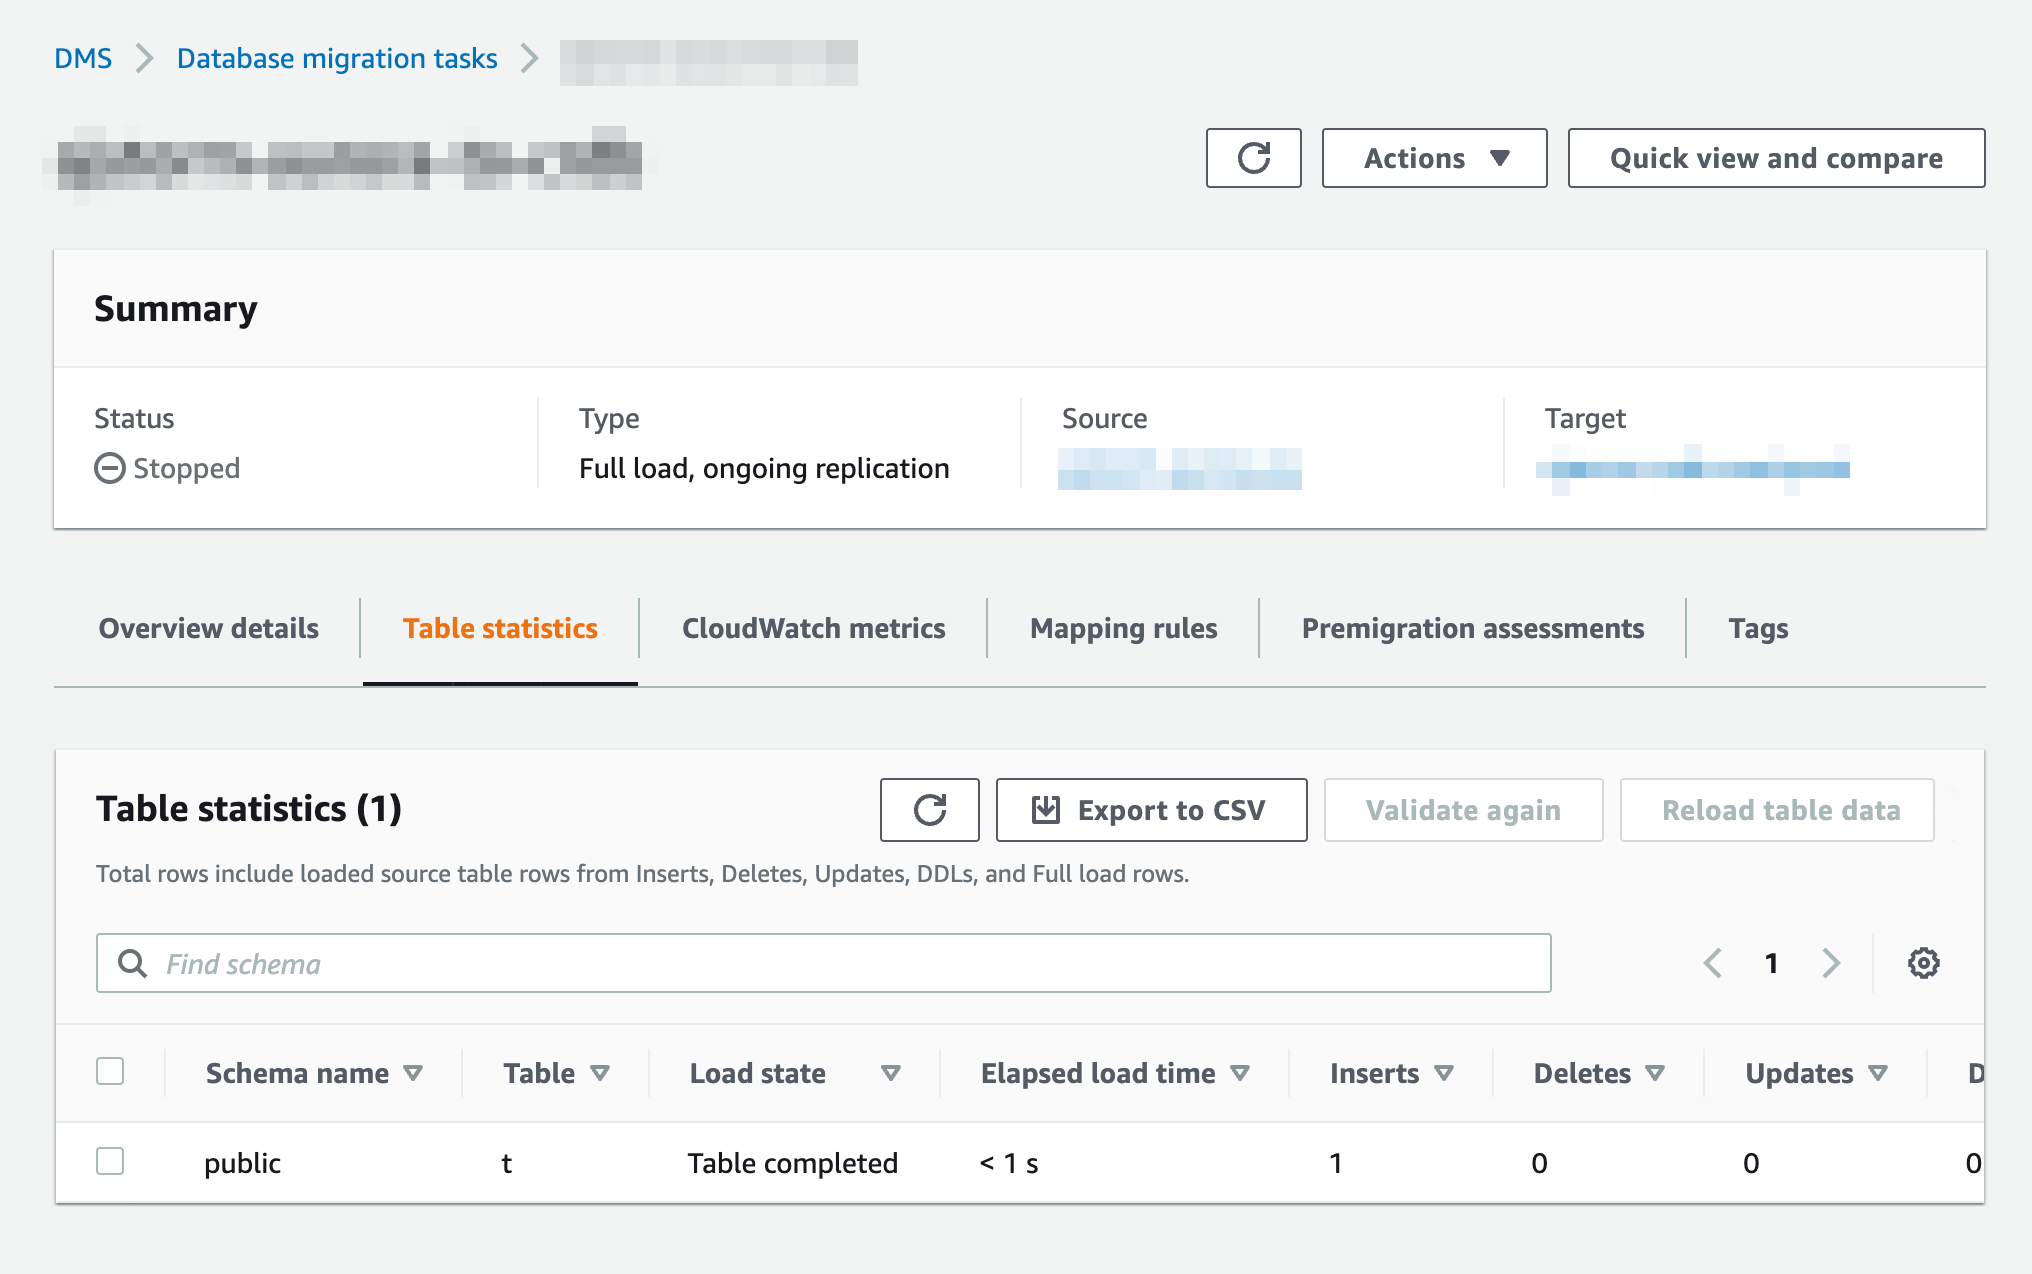 DMS Database migration tasks
Actions Quick view and compare
Summary
Status Type Source Target
Stopped Full load, ongoing replication
Overview details Table statistics CloudWatch metrics Mapping rules Premigration assessments Tags
Table statistics (1) Export to CSV Validate again Reload table data
Total rows include loaded source table rows from Inserts, Deletes, Updates, DDLs, and Full load rows.
Find schema 1
Schema name Table Load state Elapsed load time Inserts Deletes Updates D
public t Table completed < 1 s 1 0 0 0